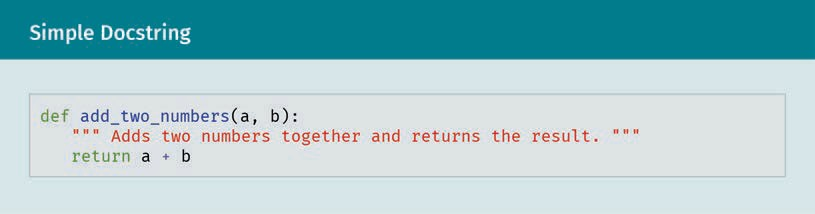 Simple Docstring
def add_two_numbers(a, b):
   """ Adds two numbers together and returns the result. """
   return a + b